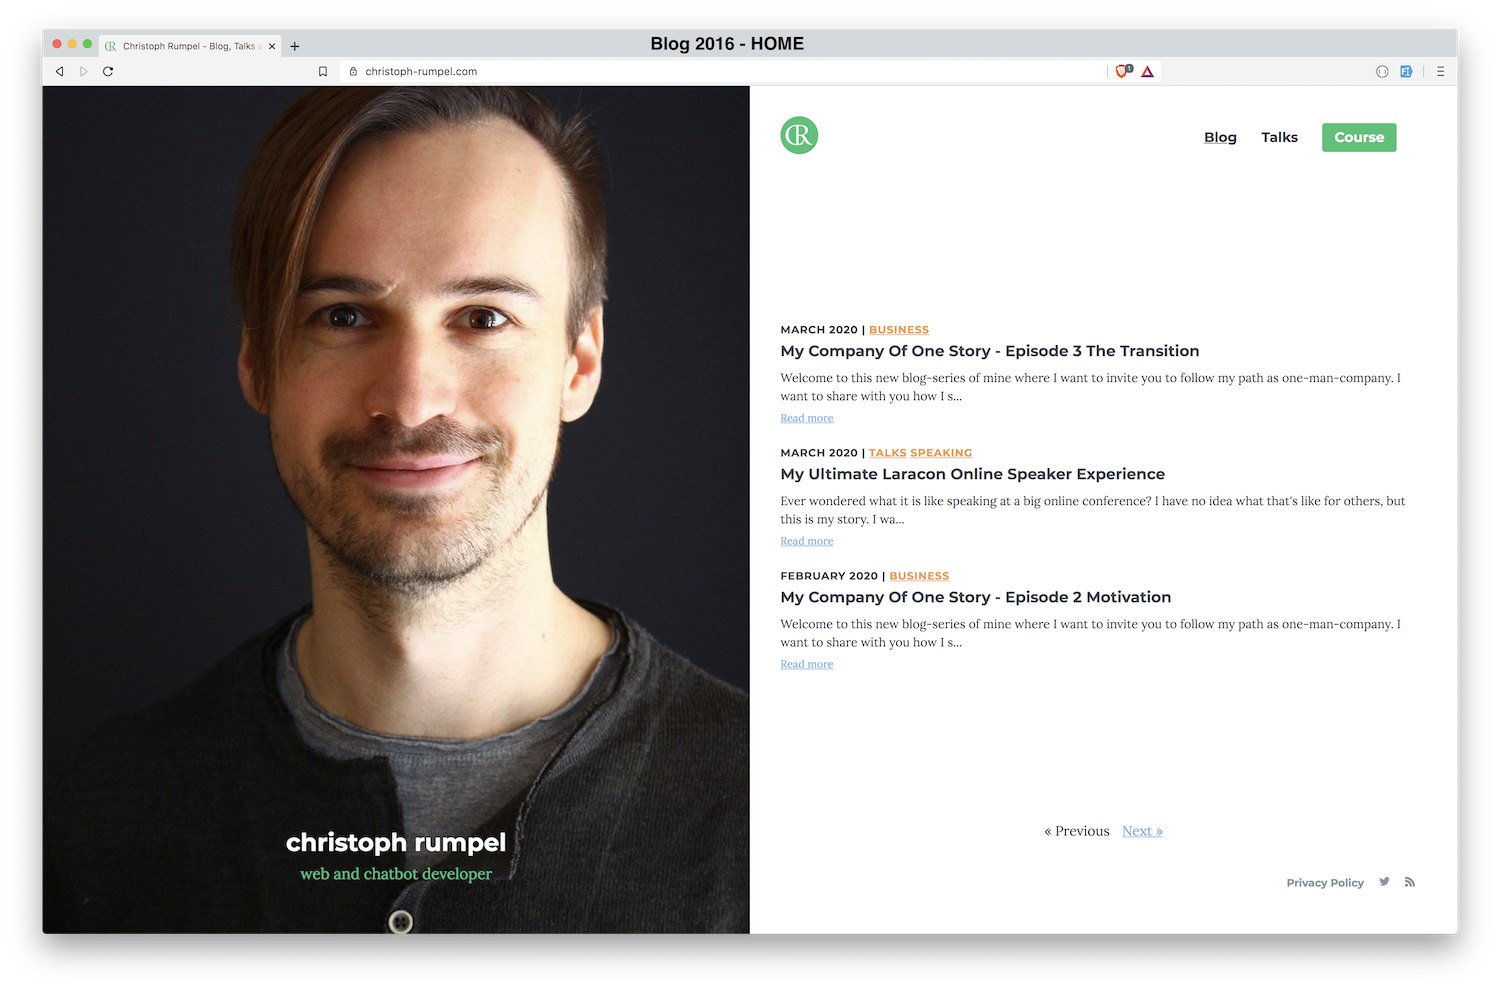 Christoph Rumpel - Blog, Talks
Blog 2016 - HOME
christoph-rumpel.com
1
CR
Blog Talks Course
MARCH 2020 | BUSINESS
My Company Of One Story - Episode 3 The Transition
Welcome to this new blog-series of mine where I want to invite you to follow my path as one-man-company. I
want to share with you how I s...
Read more
MARCH 2020 | TALKS SPEAKING
My Ultimate Laracon Online Speaker Experience
Ever wondered what it is like speaking at a big online conference? I have no idea what that's like for others, but
this is my story. I wa...
Read more
FEBRUARY 2020 | BUSINESS
My Company Of One Story - Episode 2 Motivation
Welcome to this new blog-series of mine where I want to invite you to follow my path as one-man-company. I
want to share with you how I s...
Read more
christoph rumpel
web and chatbot developer
« Previous Next »
Privacy Policy